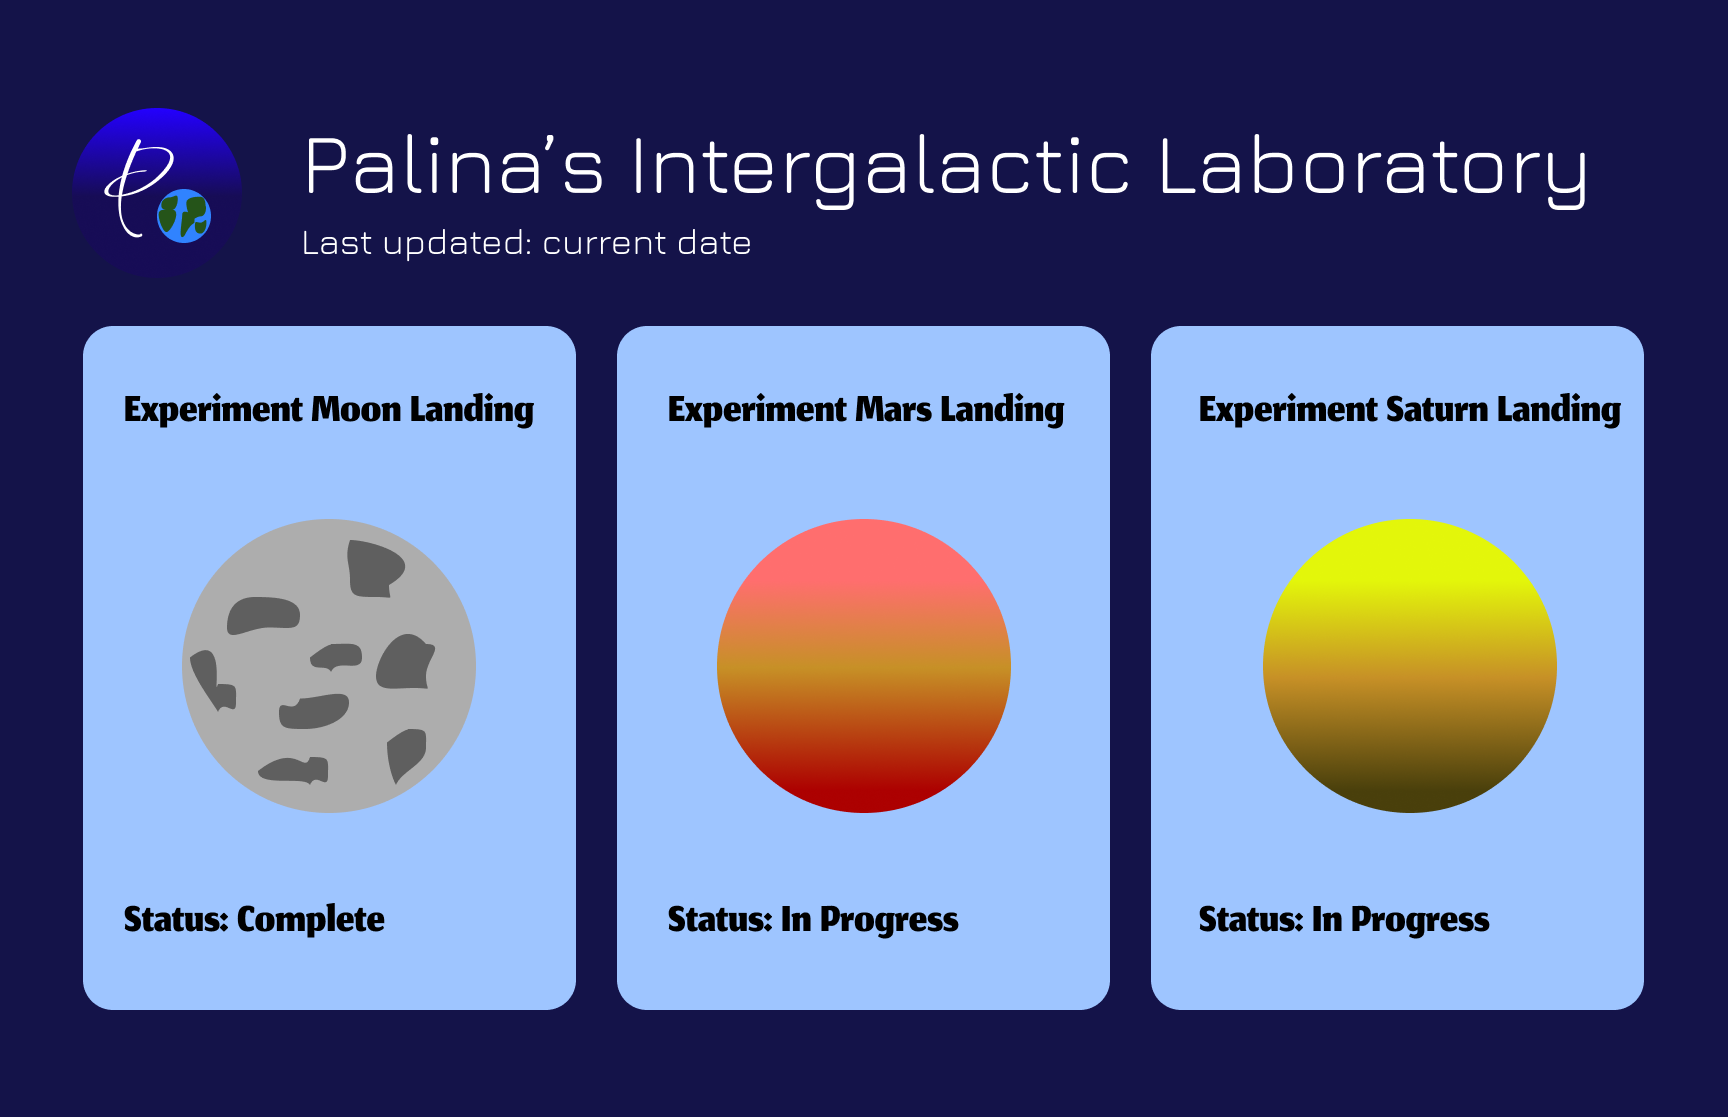 P
Palina’s Intergalactic Laboratory
Last updated: current date
Experiment Moon Landing
Experiment Mars Landing
Experiment Saturn Landing
Status: Complete
Status: In Progress
Status: In Progress